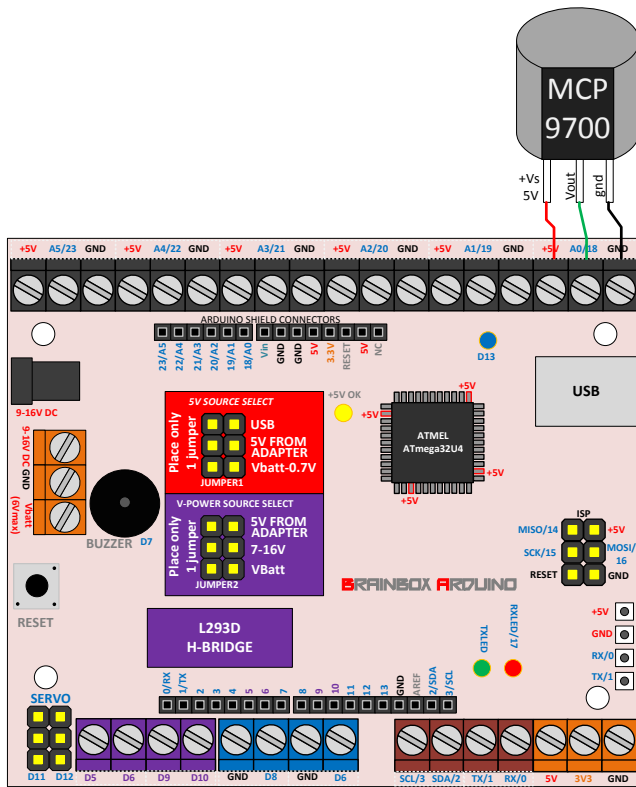 MCP
9700
+Vs
5V
Vout
gnd
+5V A5/23 GND +5V A4/22 GND +5V A3/21 GND +5V A2/20 GND +5V A1/19 GND +5V A0/18 GND
ARDUINO SHIELD CONNECTORS
23/A5
22/A4
21/A3
20/A2
19/A1
18/A0
Vin
GND
GND
5V
3.3V
RESET
5V
NC
D13
9-16V DC
5V SOURCE SELECT
Place only
1 jumper
USB
5V FROM
ADAPTER
Vbatt-0.7V
JUMPER1
+5V OK
+5V
+5V
ATMEL
ATmega32U4
+5V
+5V
USB
9-16V DC
GND
Vbatt
(6Vmax)
BUZZER
D7
V-POWER SOURCE SELECT
Place only
1 jumper
5V FROM
ADAPTER
7-16V
VBatt
JUMPER2
ISP
MISO/14
+5V
SCK/15
MOSI/
16
RESET
GND
BRAINBOX ARDUINO
RESET
L293D
H-BRIDGE
TXLED
RXLED/17
+5V
GND
RX/0
TX/1
0/RX
1/TX
2
3
4
5
6
7
8
9
10
11
12
13
GND
AREF
2/SDA
3/SCL
SERVO
D11 D12
D5 D6 D9 D10 GND D8 GND D6
SCL/3 SDA/2 TX/1 RX/0 5V 3V3 GND